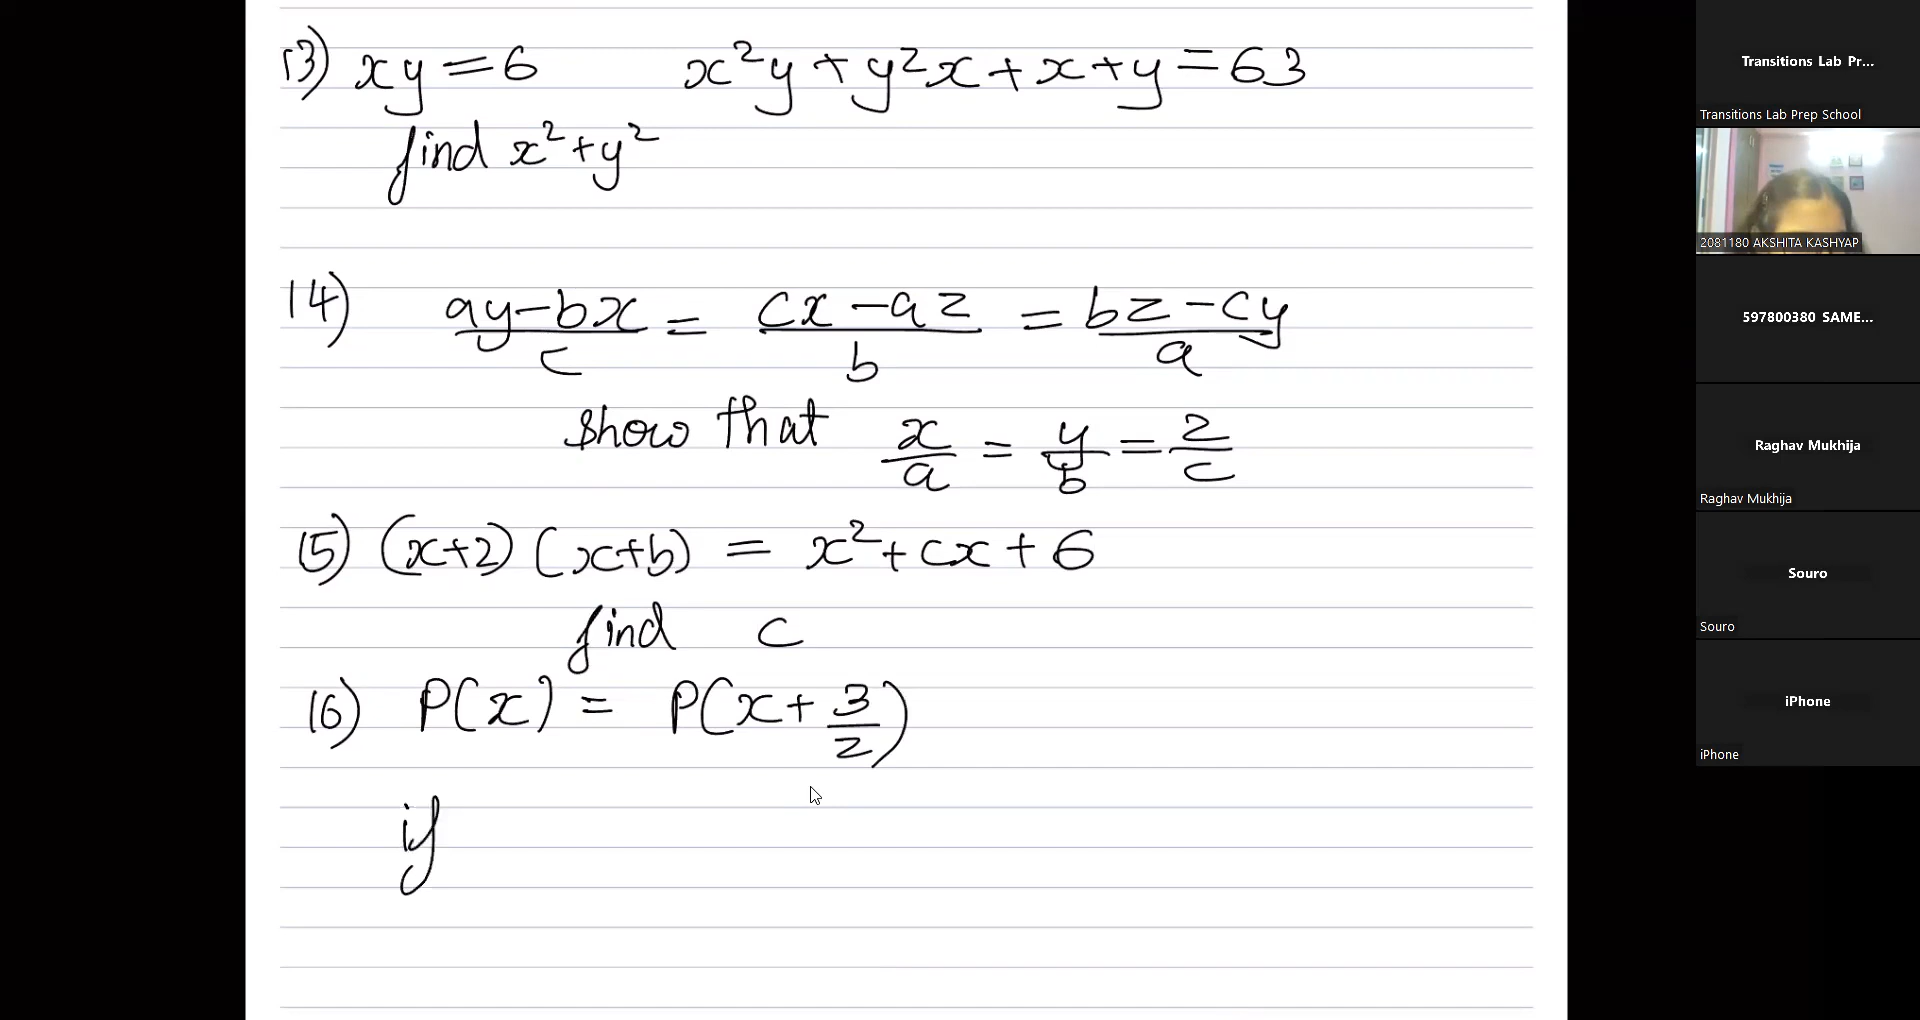 13) xy = 6 x²y + y²x + x + y = 63
find x² + y²
14) (ay - bx)/c = (cx - az)/b = (bz - cy)/a
show that x/a = y/b = z/c
15) (x+2) (x+b) = x² + cx + 6
find c
16) P(x) = P(x + 3/2)
if
Transitions Lab Pr...
Transitions Lab Prep School
2081180 AKSHITA KASHYAP
597800380 SAME...
Raghav Mukhija
Raghav Mukhija
Souro
Souro
iPhone
iPhone